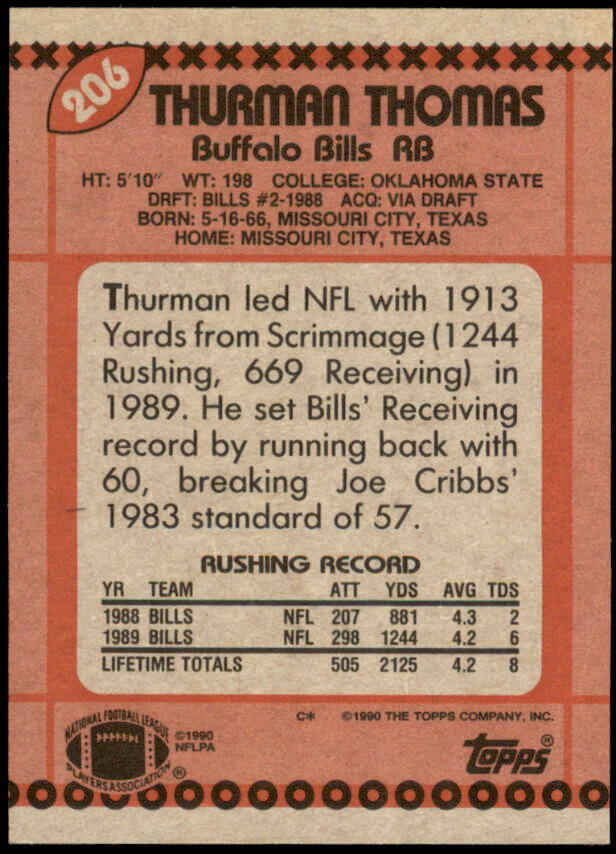 206
THURMAN THOMAS
Buffalo Bills RB
HT: 5'10" WT: 198 COLLEGE: OKLAHOMA STATE
DRFT: BILLS #2-1988 ACQ: VIA DRAFT
BORN: 5-16-66, MISSOURI CITY, TEXAS
HOME: MISSOURI CITY, TEXAS
Thurman led NFL with 1913
Yards from Scrimmage (1244
Rushing, 669 Receiving) in
1989. He set Bills' Receiving
record by running back with
60, breaking Joe Cribbs'
1983 standard of 57.
RUSHING RECORD
YR TEAM ATT YDS AVG TDS
1988 BILLS NFL 207 881 4.3 2
1989 BILLS NFL 298 1244 4.2 6
LIFETIME TOTALS 505 2125 4.2 8
C* ©1990 THE TOPPS COMPANY, INC.
NATIONAL FOOTBALL LEAGUE
PLAYERS ASSOCIATION ®
©1990
NFLPA
topps®